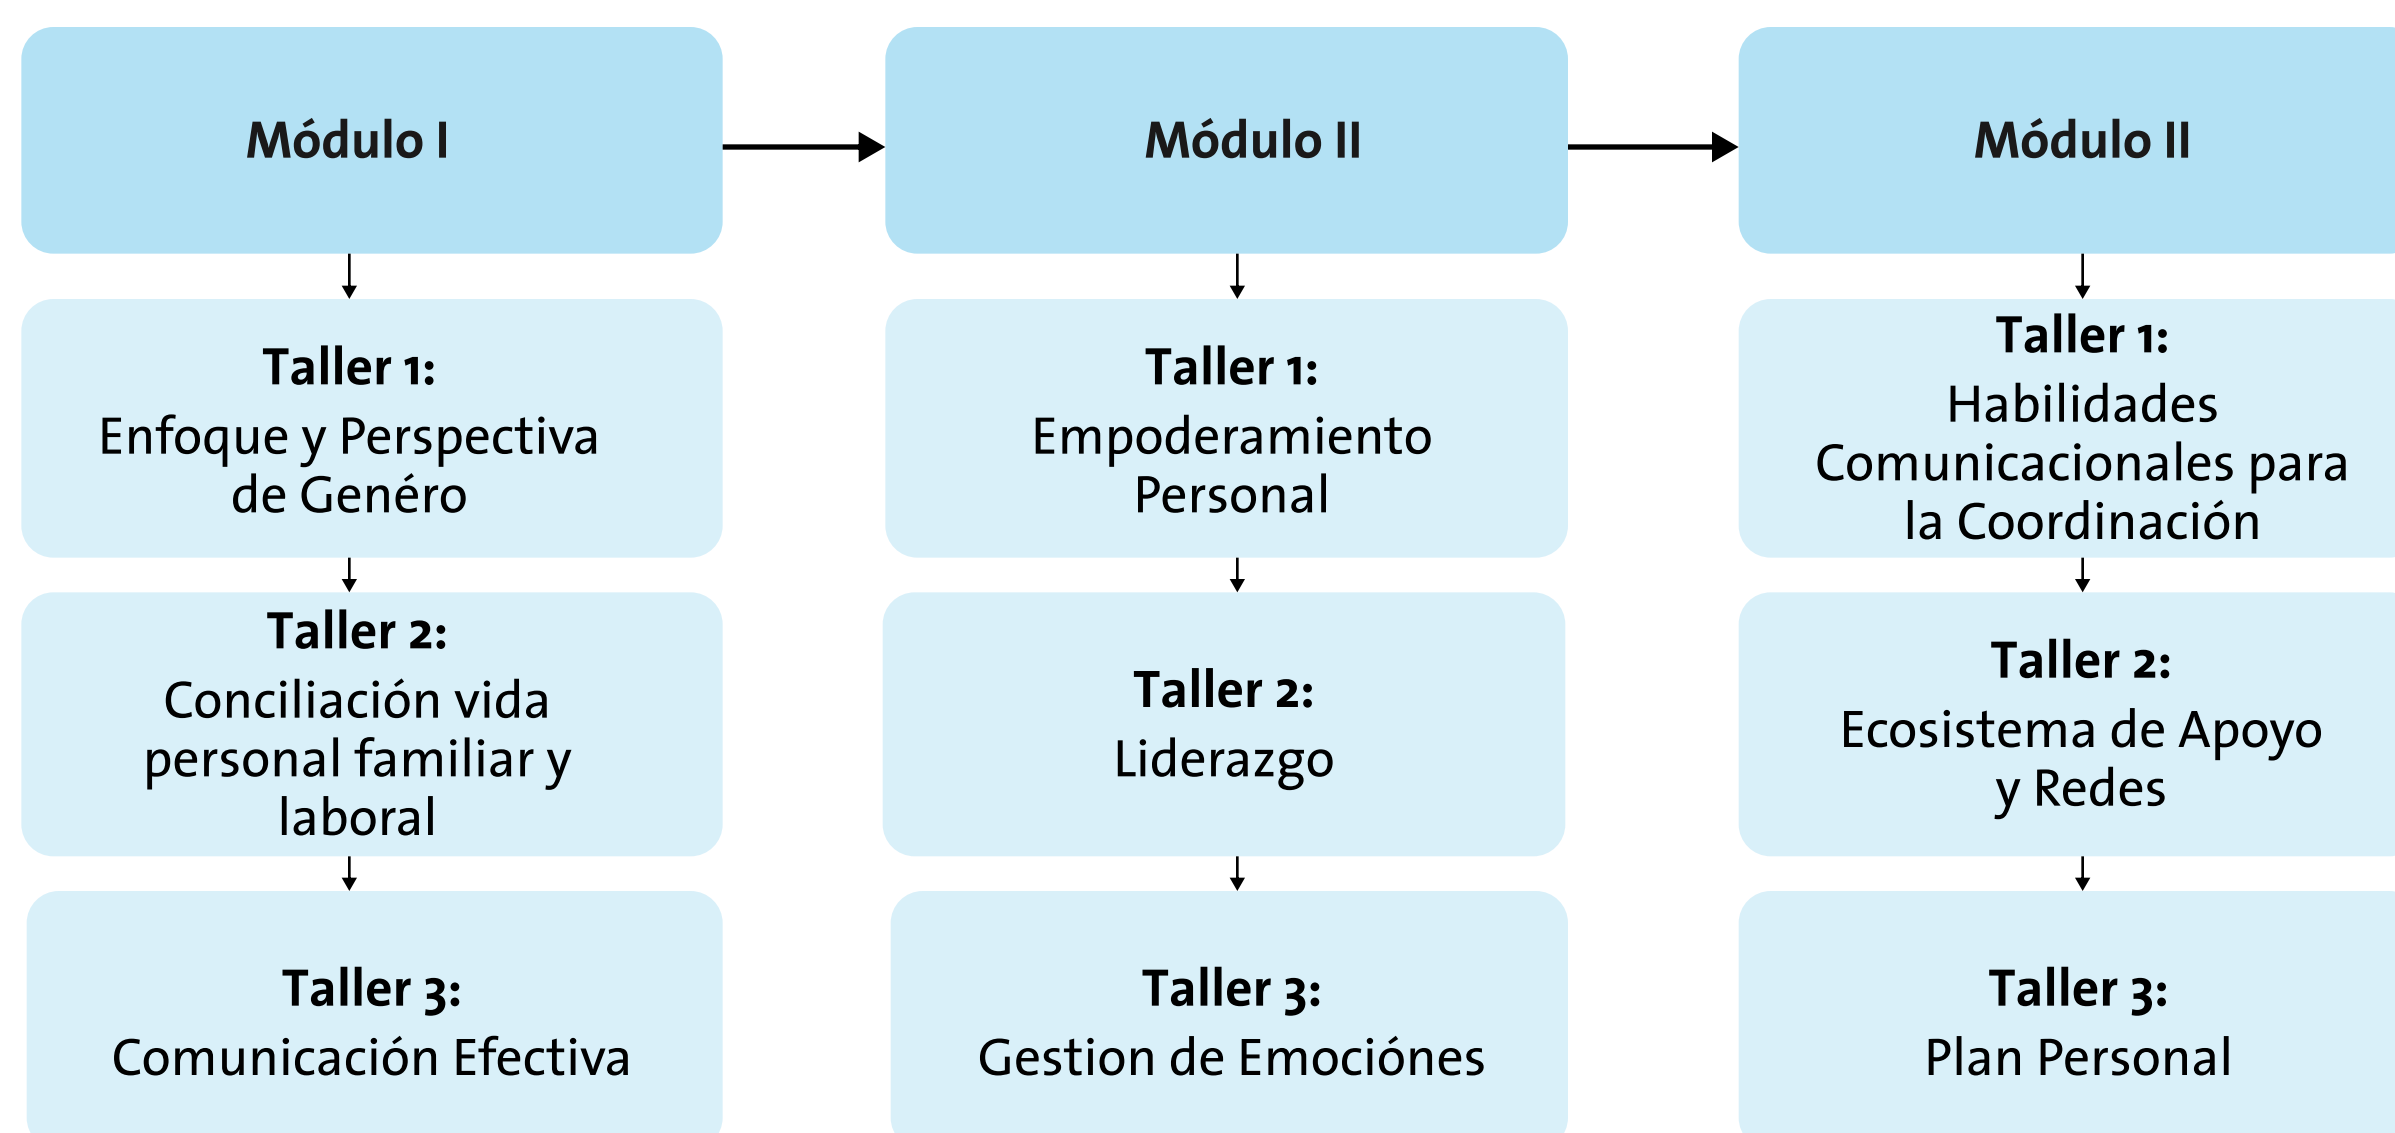 Módulo I
Taller 1:
Enfoque y Perspectiva
de Genéro
Taller 2:
Conciliación vida
personal familiar y
laboral
Taller 3:
Comunicación Efectiva
Módulo II
Taller 1:
Empoderamiento
Personal
Taller 2:
Liderazgo
Taller 3:
Gestion de Emociónes
Módulo II
Taller 1:
Habilidades
Comunicacionales para
la Coordinación
Taller 2:
Ecosistema de Apoyo
y Redes
Taller 3:
Plan Personal